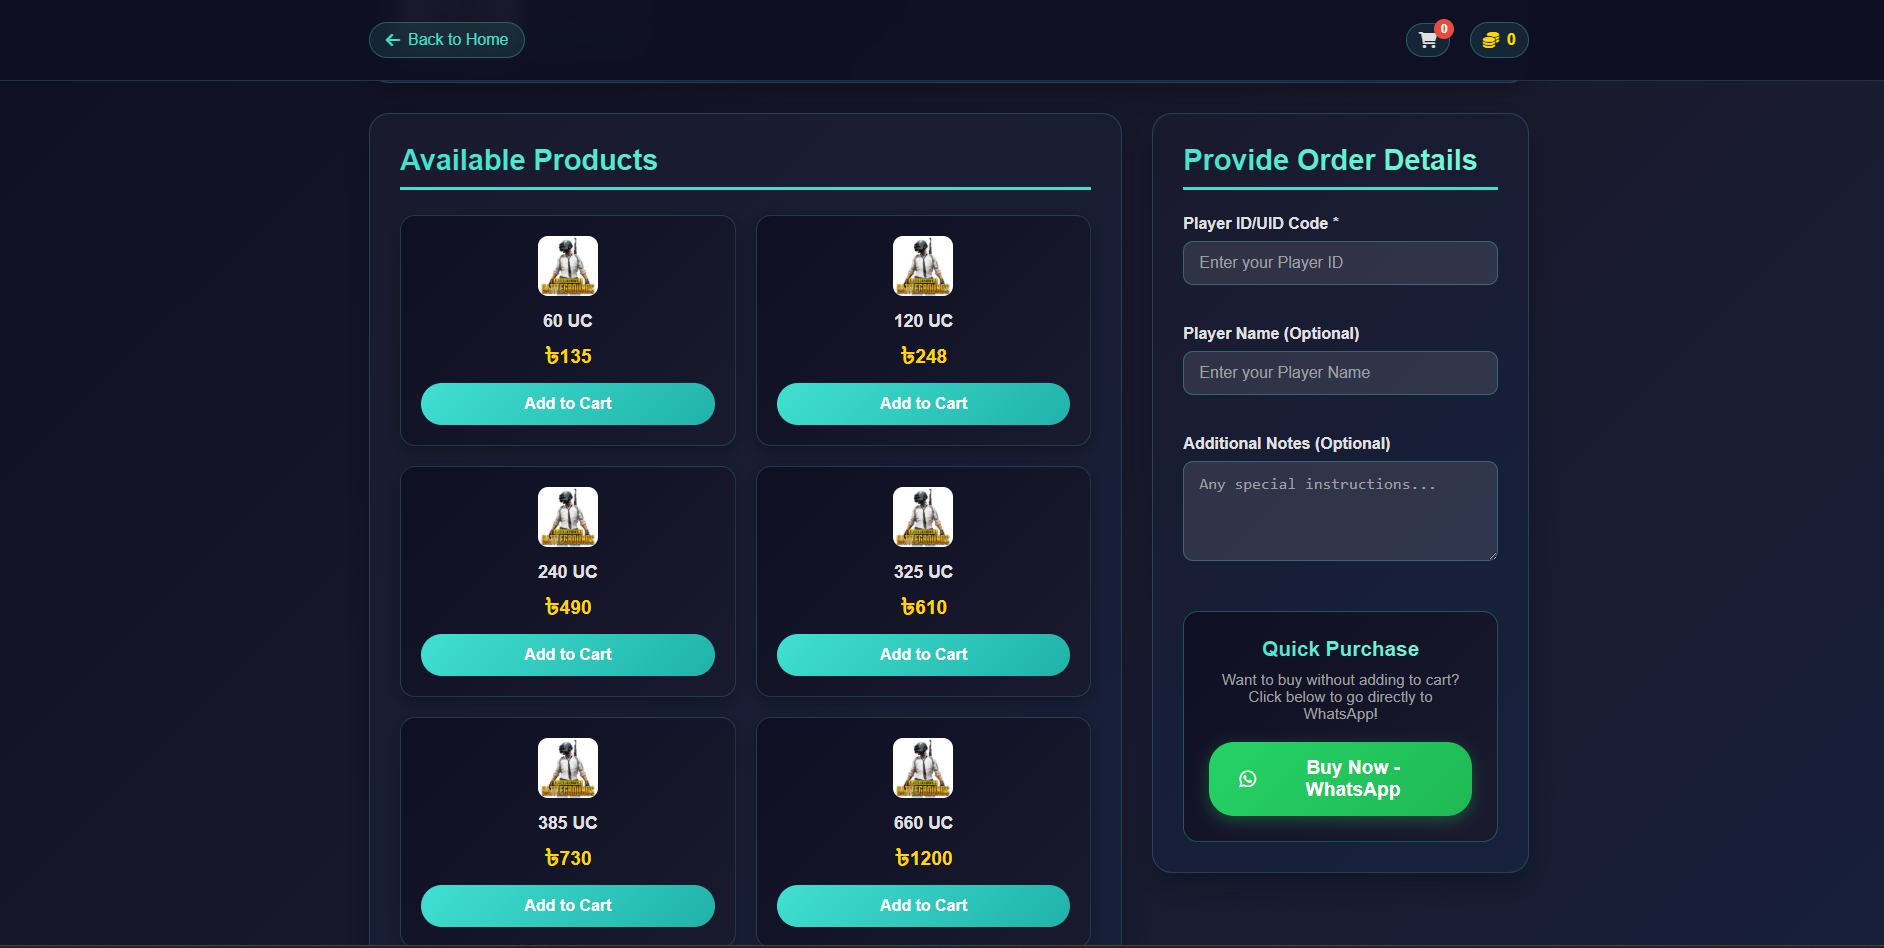 Back to Home
0
0
Available Products
60 UC
৳135
Add to Cart
120 UC
৳248
Add to Cart
240 UC
৳490
Add to Cart
325 UC
৳610
Add to Cart
385 UC
৳730
Add to Cart
660 UC
৳1200
Add to Cart
Provide Order Details
Player ID/UID Code *
Enter your Player ID
Player Name (Optional)
Enter your Player Name
Additional Notes (Optional)
Any special instructions...
Quick Purchase
Want to buy without adding to cart?
Click below to go directly to
WhatsApp!
Buy Now -
WhatsApp